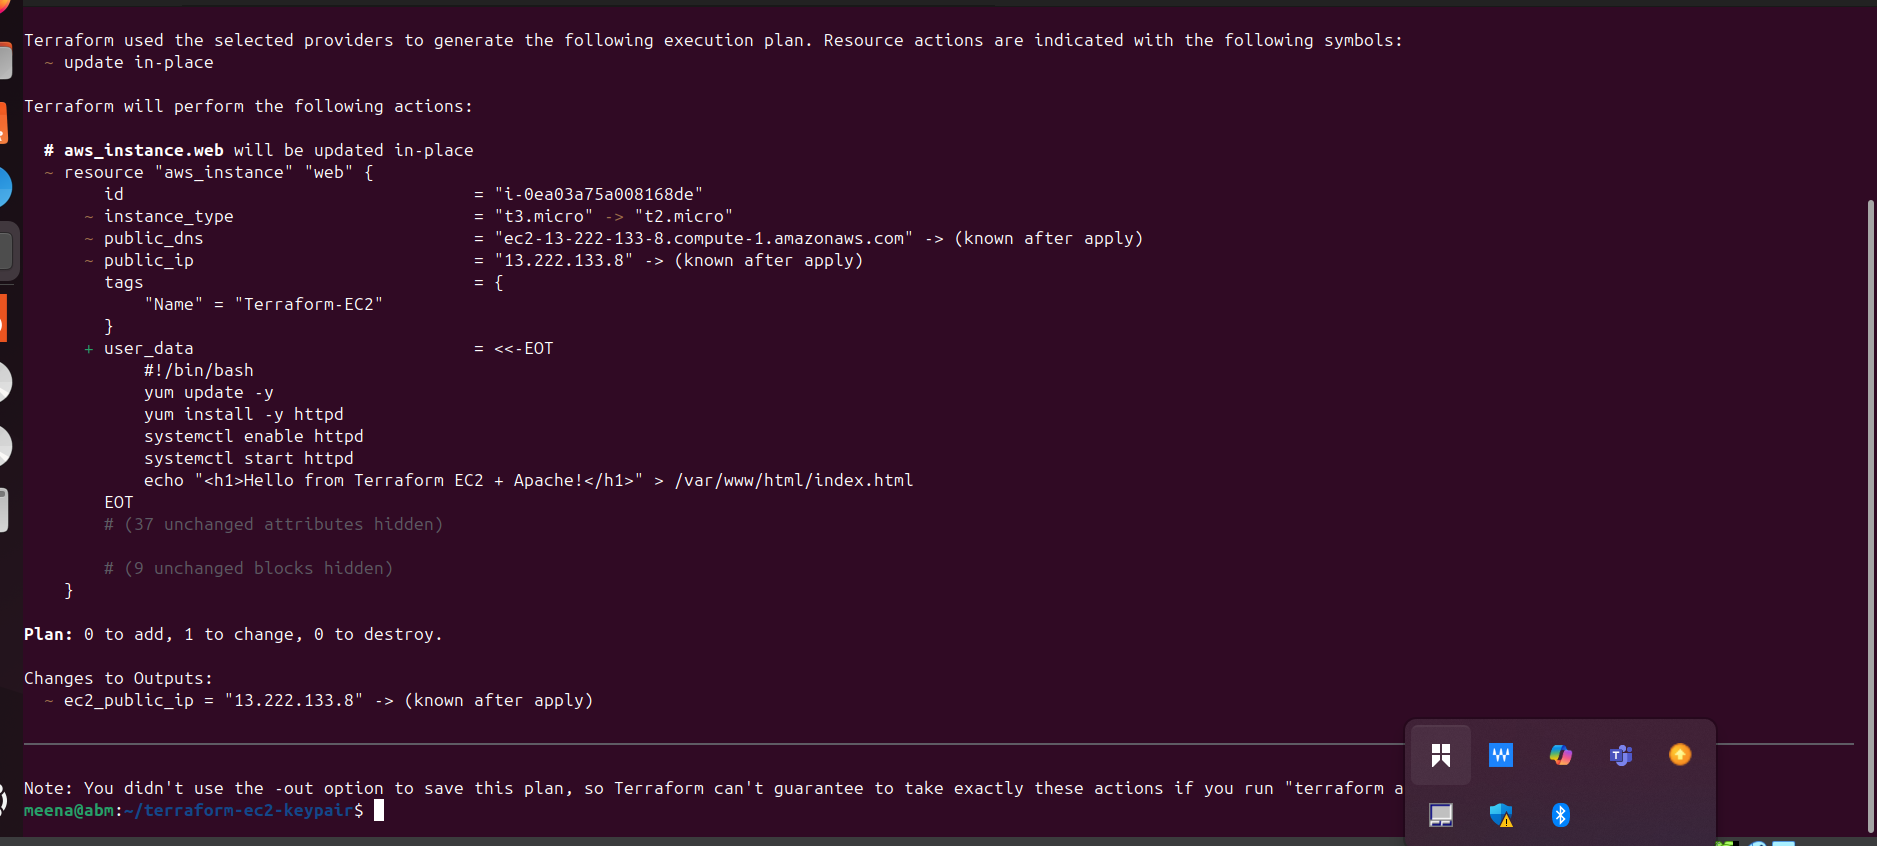 Terraform used the selected providers to generate the following execution plan. Resource actions are indicated with the following symbols:
  ~ update in-place

Terraform will perform the following actions:

  # aws_instance.web will be updated in-place
  ~ resource "aws_instance" "web" {
        id                                   = "i-0ea03a75a008168de"
      ~ instance_type                        = "t3.micro" -> "t2.micro"
      ~ public_dns                           = "ec2-13-222-133-8.compute-1.amazonaws.com" -> (known after apply)
      ~ public_ip                            = "13.222.133.8" -> (known after apply)
        tags                                 = {
            "Name" = "Terraform-EC2"
        }
      + user_data                            = <<-EOT
            #!/bin/bash
            yum update -y
            yum install -y httpd
            systemctl enable httpd
            systemctl start httpd
            echo "<h1>Hello from Terraform EC2 + Apache!</h1>" > /var/www/html/index.html
        EOT
        # (37 unchanged attributes hidden)

        # (9 unchanged blocks hidden)
    }

Plan: 0 to add, 1 to change, 0 to destroy.

Changes to Outputs:
  ~ ec2_public_ip = "13.222.133.8" -> (known after apply)

Note: You didn't use the -out option to save this plan, so Terraform can't guarantee to take exactly these actions if you run "terraform a
meena@abm:~/terraform-ec2-keypair$